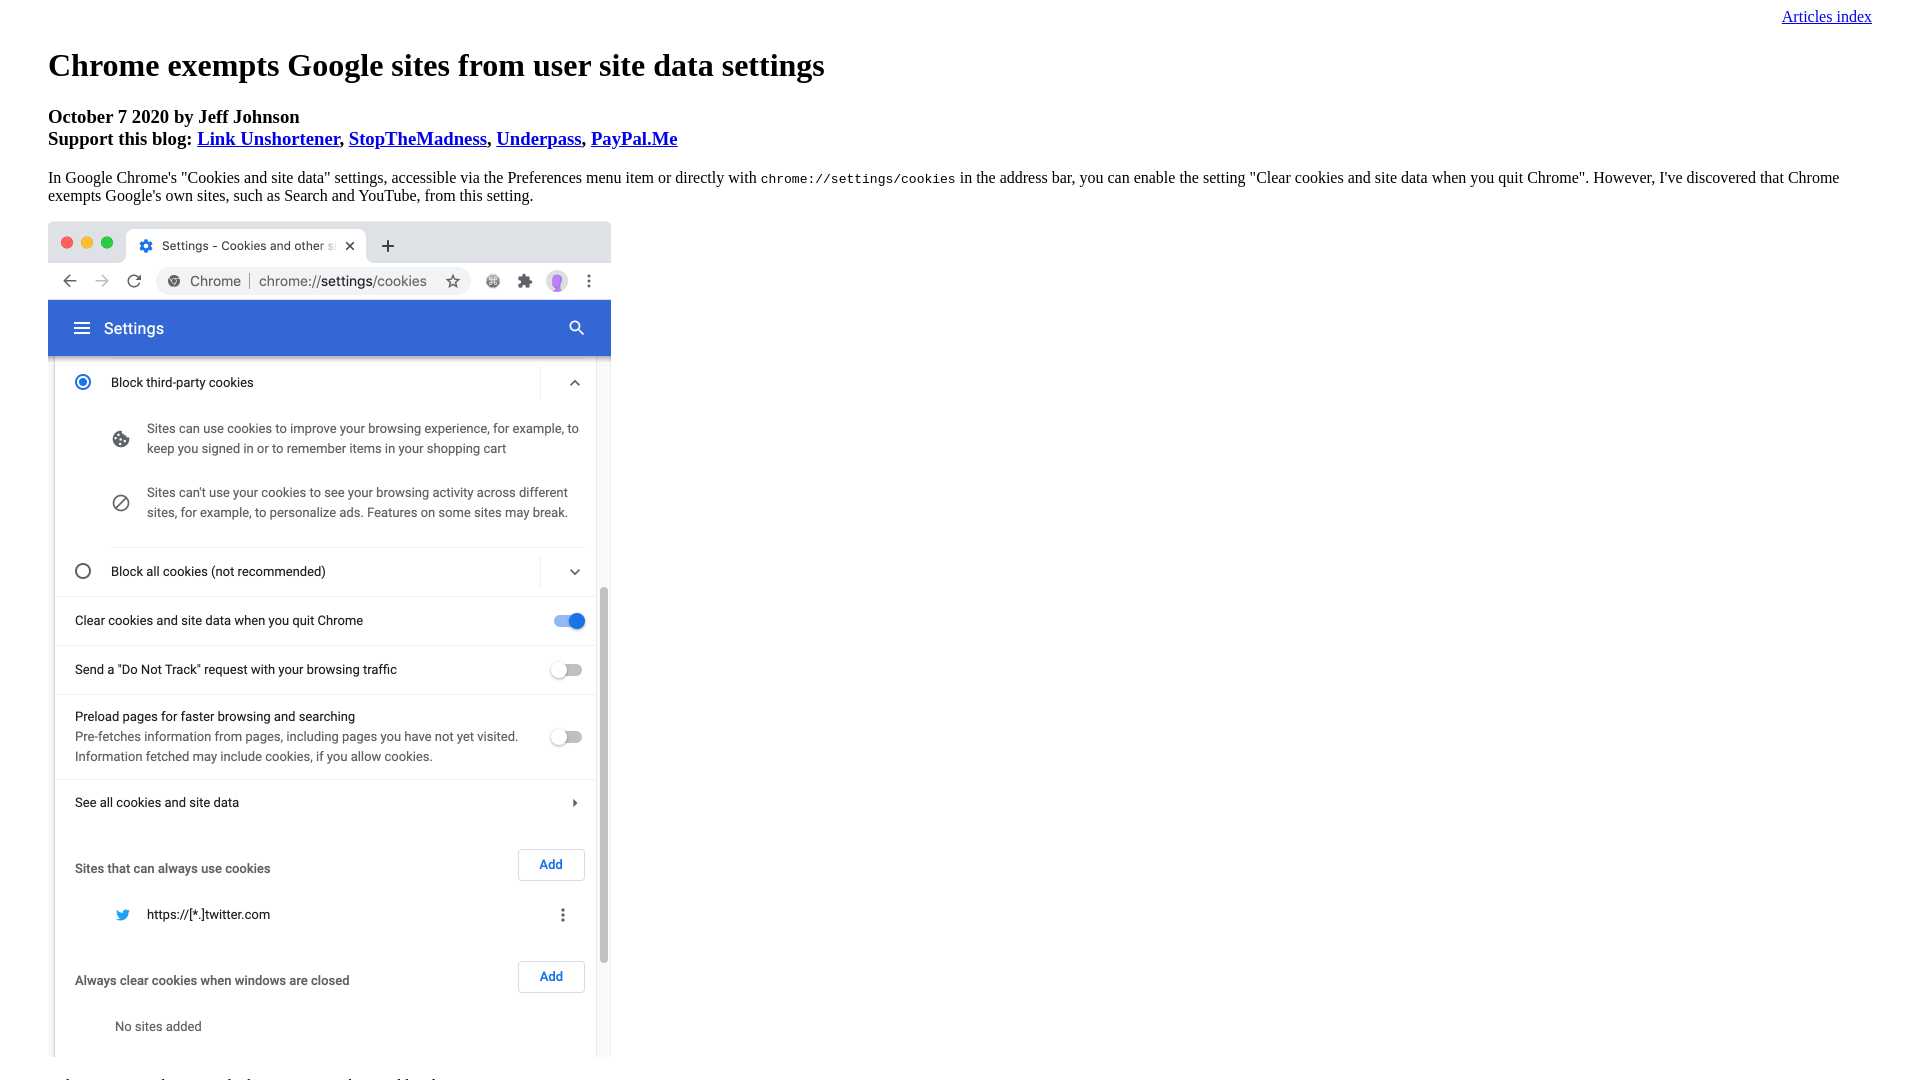 Articles index
Chrome exempts Google sites from user site data settings
October 7 2020 by Jeff Johnson
Support this blog: Link Unshortener, StopTheMadness, Underpass, PayPal.Me
In Google Chrome's "Cookies and site data" settings, accessible via the Preferences menu item or directly with chrome://settings/cookies in the address bar, you can enable the setting "Clear cookies and site data when you quit Chrome". However, I've discovered that Chrome
exempts Google's own sites, such as Search and YouTube, from this setting.
Settings - Cookies and other s
Chrome | chrome://settings/cookies
Settings
Block third-party cookies
Sites can use cookies to improve your browsing experience, for example, to
keep you signed in or to remember items in your shopping cart
Sites can't use your cookies to see your browsing activity across different
sites, for example, to personalize ads. Features on some sites may break.
Block all cookies (not recommended)
Clear cookies and site data when you quit Chrome
Send a "Do Not Track" request with your browsing traffic
Preload pages for faster browsing and searching
Pre-fetches information from pages, including pages you have not yet visited.
Information fetched may include cookies, if you allow cookies.
See all cookies and site data
Sites that can always use cookies
Add
https://[*.]twitter.com
Always clear cookies when windows are closed
Add
No sites added